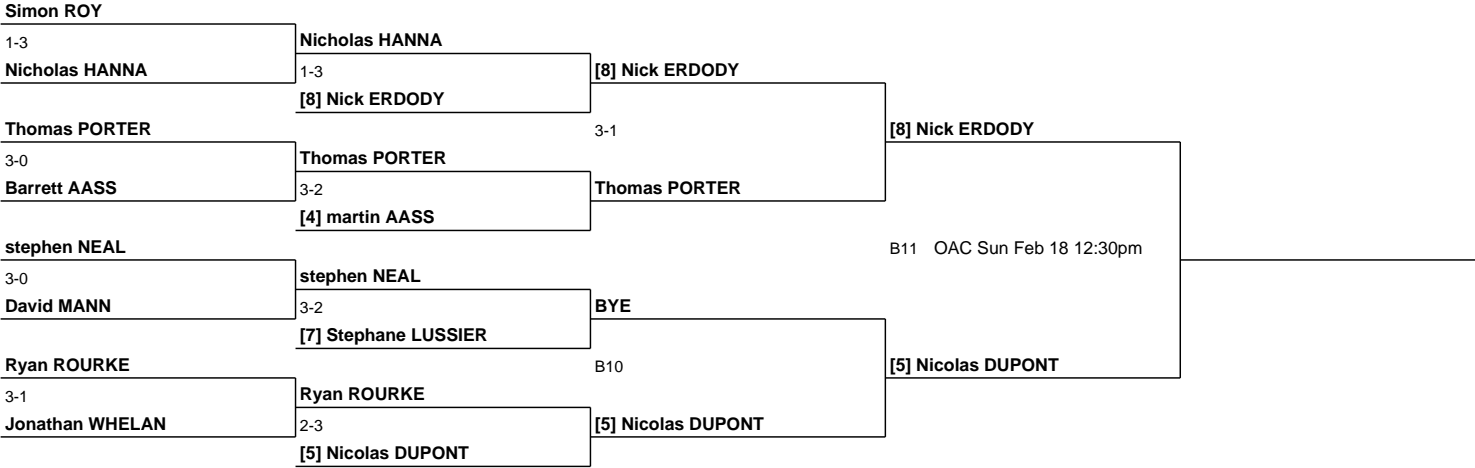 Simon ROY
1-3
Nicholas HANNA
Nicholas HANNA
1-3
[8] Nick ERDODY
[8] Nick ERDODY
Thomas PORTER
3-1
[8] Nick ERDODY
3-0
Thomas PORTER
Barrett AASS
3-2
Thomas PORTER
[4] martin AASS
stephen NEAL
B11 OAC Sun Feb 18 12:30pm
3-0
stephen NEAL
David MANN
3-2
BYE
[7] Stephane LUSSIER
Ryan ROURKE
B10
[5] Nicolas DUPONT
3-1
Ryan ROURKE
Jonathan WHELAN
2-3
[5] Nicolas DUPONT
[5] Nicolas DUPONT